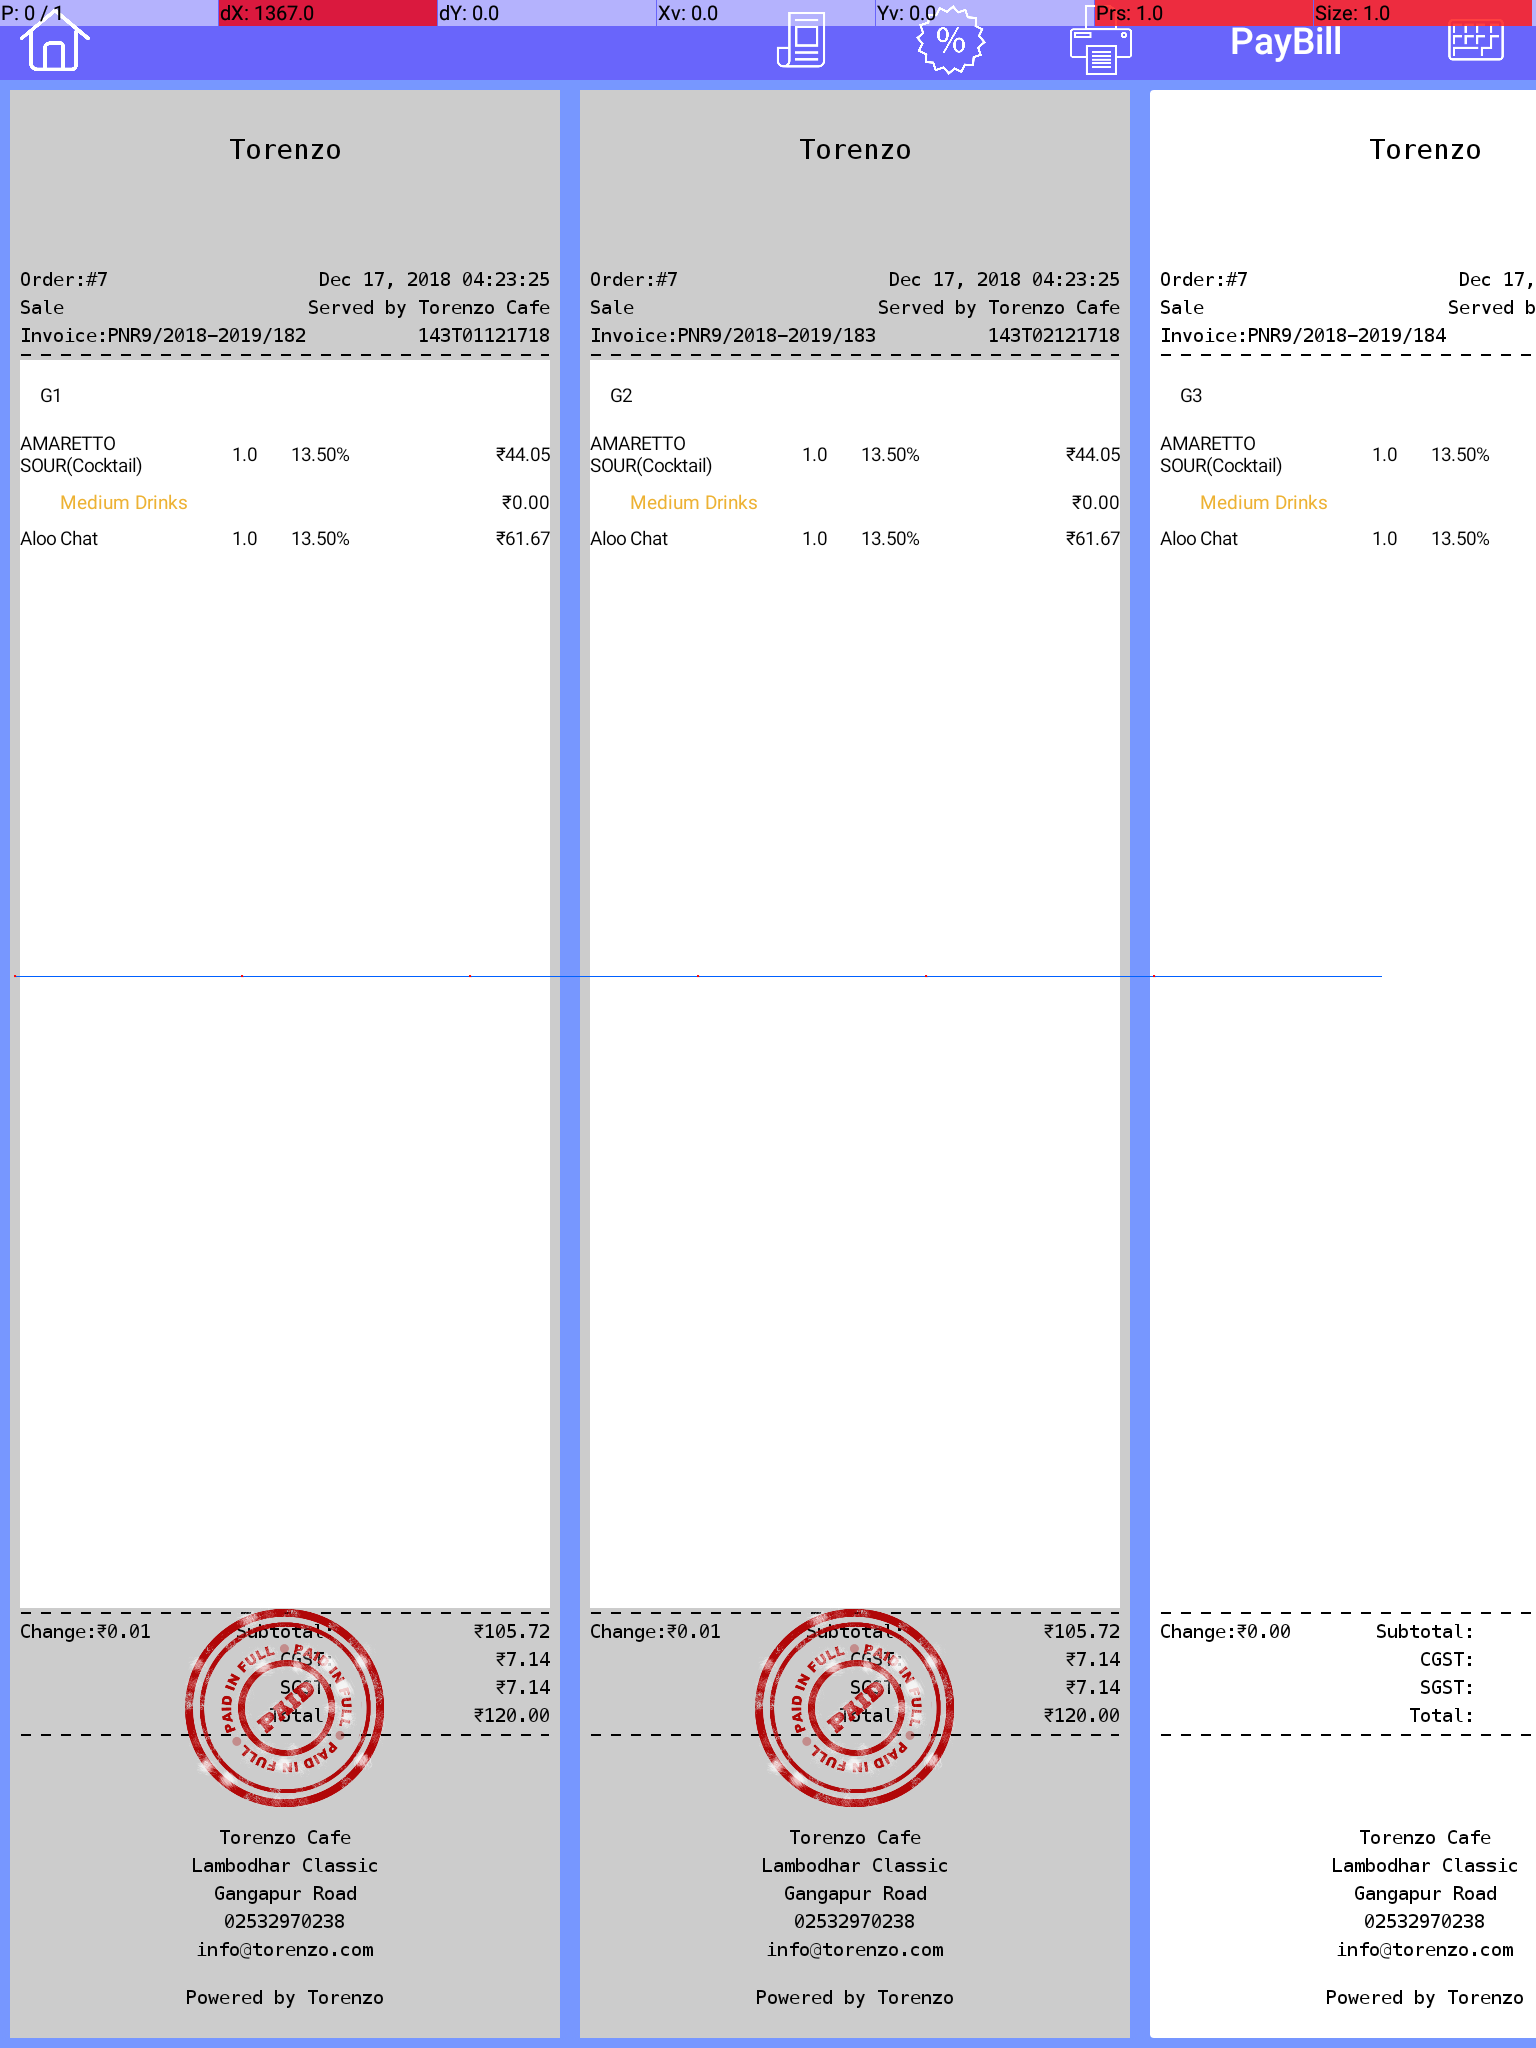 P: 0 / 1 dX: 1367.0 dY: 0.0 Xv: 0.0 Yv: 0.0 Prs: 1.0 Size: 1.0
% PayBill
Torenzo
Order:#7 Dec 17, 2018 04:23:25
Sale Served by Torenzo Cafe
Invoice:PNR9/2018-2019/182 143T01121718
G1
AMARETTO
SOUR(Cocktail) 1.0 13.50% ₹44.05
Medium Drinks ₹0.00
Aloo Chat 1.0 13.50% ₹61.67
Change:₹0.01 Subtotal: ₹105.72
CGST: ₹7.14
SGST: ₹7.14
Total: ₹120.00
PAID IN FULL • PAID IN FULL • PAID IN FULL •
PAID
Torenzo Cafe
Lambodhar Classic
Gangapur Road
02532970238
info@torenzo.com
Powered by Torenzo
Torenzo
Order:#7 Dec 17, 2018 04:23:25
Sale Served by Torenzo Cafe
Invoice:PNR9/2018-2019/183 143T02121718
G2
AMARETTO
SOUR(Cocktail) 1.0 13.50% ₹44.05
Medium Drinks ₹0.00
Aloo Chat 1.0 13.50% ₹61.67
Change:₹0.01 Subtotal: ₹105.72
CGST: ₹7.14
SGST: ₹7.14
Total: ₹120.00
PAID IN FULL • PAID IN FULL • PAID IN FULL •
PAID
Torenzo Cafe
Lambodhar Classic
Gangapur Road
02532970238
info@torenzo.com
Powered by Torenzo
Torenzo
Order:#7 Dec 17,
Sale Served b
Invoice:PNR9/2018-2019/184
G3
AMARETTO
SOUR(Cocktail) 1.0 13.50%
Medium Drinks
Aloo Chat 1.0 13.50%
Change:₹0.00 Subtotal:
CGST:
SGST:
Total:
Torenzo Cafe
Lambodhar Classic
Gangapur Road
02532970238
info@torenzo.com
Powered by Torenzo